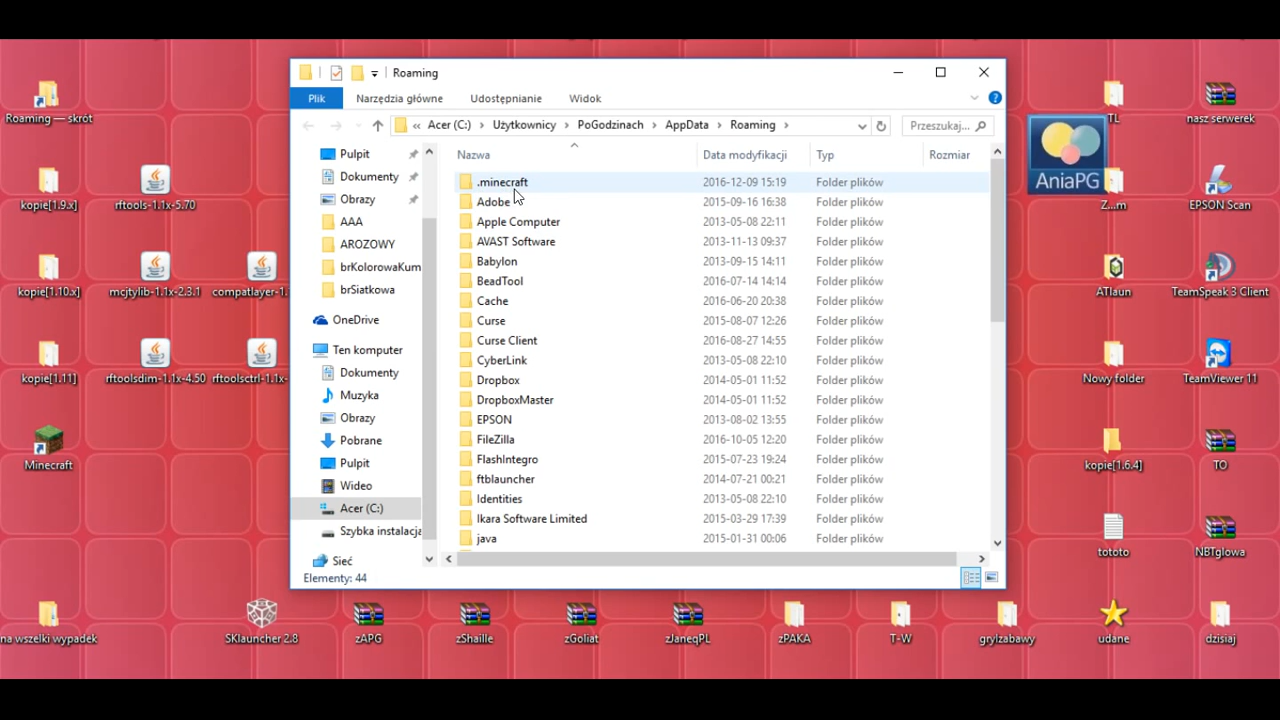 Roaming
Plik
Narzędzia główne
Udostępnianie
Widok
Acer (C:)
Użytkownicy
PoGodzinach
AppData
Roaming
Przeszukaj...
Pulpit
Dokumenty
Obrazy
AAA
AROZOWY
brKolorowaKum
brSiatkowa
OneDrive
Ten komputer
Dokumenty
Muzyka
Obrazy
Pobrane
Pulpit
Wideo
Acer (C:)
Szybka instalacja
Sieć
Nazwa Data modyfikacji Typ Rozmiar
.minecraft 2016-12-09 15:19 Folder plików
Adobe 2015-09-16 16:38 Folder plików
Apple Computer 2013-05-08 22:11 Folder plików
AVAST Software 2013-11-13 09:37 Folder plików
Babylon 2013-09-15 14:11 Folder plików
BeadTool 2016-07-14 14:14 Folder plików
Cache 2016-06-20 20:38 Folder plików
Curse 2015-08-07 12:26 Folder plików
Curse Client 2016-08-27 14:55 Folder plików
CyberLink 2013-05-08 22:10 Folder plików
Dropbox 2014-05-01 11:52 Folder plików
DropboxMaster 2014-05-01 11:52 Folder plików
EPSON 2013-08-02 13:55 Folder plików
FileZilla 2016-10-05 12:20 Folder plików
FlashIntegro 2015-07-23 19:24 Folder plików
ftblauncher 2014-07-21 00:21 Folder plików
Identities 2013-05-08 22:10 Folder plików
Ikara Software Limited 2015-03-29 17:39 Folder plików
java 2015-01-31 00:06 Folder plików
Elementy: 44
Roaming — skrót
kopie[1.9.x]
rftools-1.1x-5.70
kopie[1.10.x]
mcjtylib-1.1x-2.3.1
compatlayer-1....
kopie[1.11]
rftoolsdim-1.1x-4.50
rftoolsctrl-1.1x-...
Minecraft
na wszelki wypadek
SKlauncher 2.8
zAPG
zShaille
zGoliat
zJaneqPL
zPAKA
T-W
gryIzabawy
udane
dzisiaj
AniaPG
nasz serwerek
Z...m
EPSON Scan
ATlaun
TeamSpeak 3 Client
Nowy folder
TeamViewer 11
kopie[1.6.4]
TO
tototo
NBTglowa